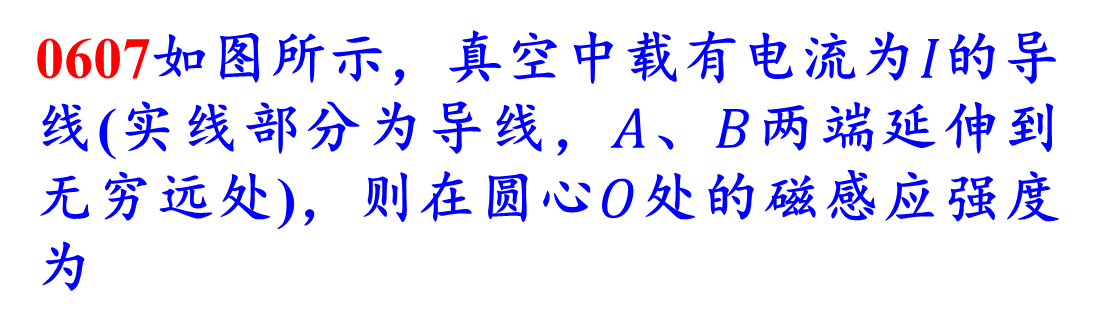 0607如图所示，真空中载有电流为I的导
线(实线部分为导线，A、B两端延伸到
无穷远处)，则在圆心O处的磁感应强度
为